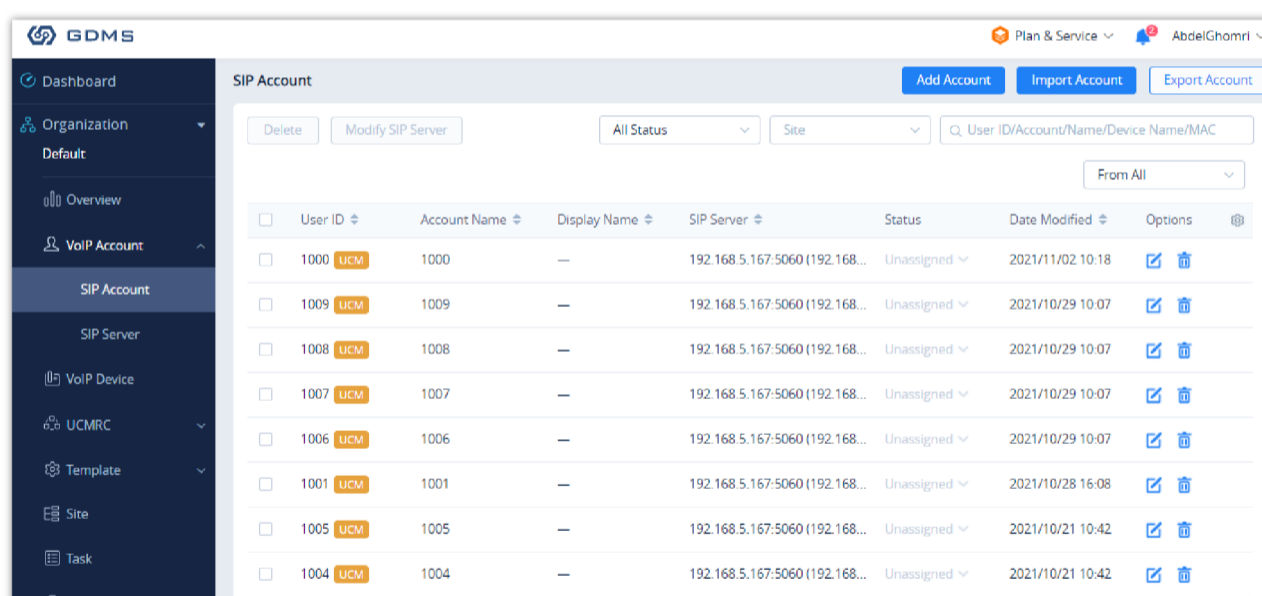 GDMS
Plan & Service
2
AbdelGhomri
Dashboard
Organization
Default
Overview
VoIP Account
SIP Account
SIP Server
VoIP Device
UCMRC
Template
Site
Task
SIP Account
Add Account
Import Account
Export Account
Delete
Modify SIP Server
All Status
Site
User ID/Account/Name/Device Name/MAC
From All
User ID Account Name Display Name SIP Server Status Date Modified Options
1000 UCM 1000 — 192.168.5.167:5060 (192.168... Unassigned 2021/11/02 10:18
1009 UCM 1009 — 192.168.5.167:5060 (192.168... Unassigned 2021/10/29 10:07
1008 UCM 1008 — 192.168.5.167:5060 (192.168... Unassigned 2021/10/29 10:07
1007 UCM 1007 — 192.168.5.167:5060 (192.168... Unassigned 2021/10/29 10:07
1006 UCM 1006 — 192.168.5.167:5060 (192.168... Unassigned 2021/10/29 10:07
1001 UCM 1001 — 192.168.5.167:5060 (192.168... Unassigned 2021/10/28 16:08
1005 UCM 1005 — 192.168.5.167:5060 (192.168... Unassigned 2021/10/21 10:42
1004 UCM 1004 — 192.168.5.167:5060 (192.168... Unassigned 2021/10/21 10:42